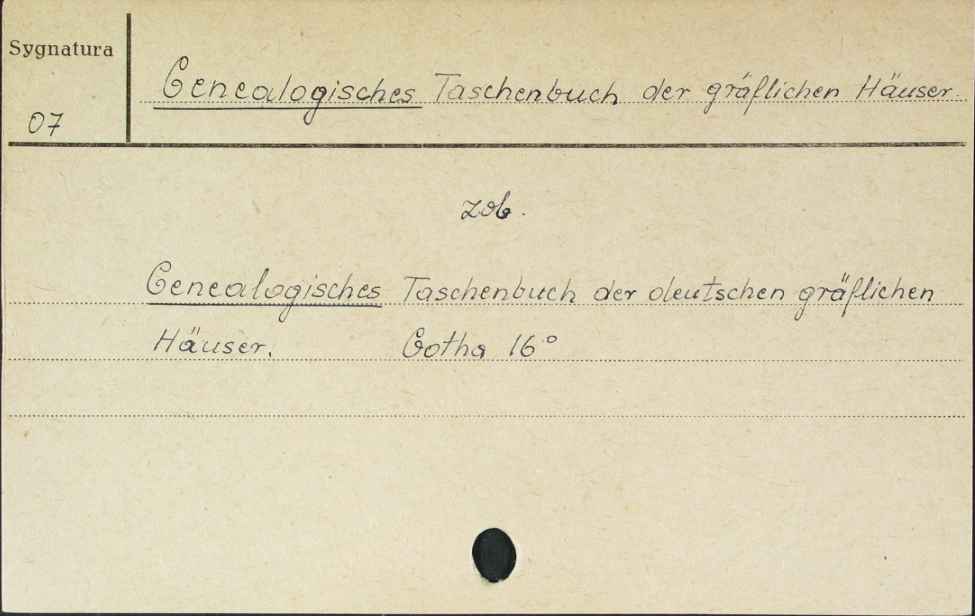 Sygnatura
Genealogisches Taschenbuch der gräflichen Häuser.
07
zob.
Genealogisches Taschenbuch der deutschen gräflichen
Häuser. Gotha 16°